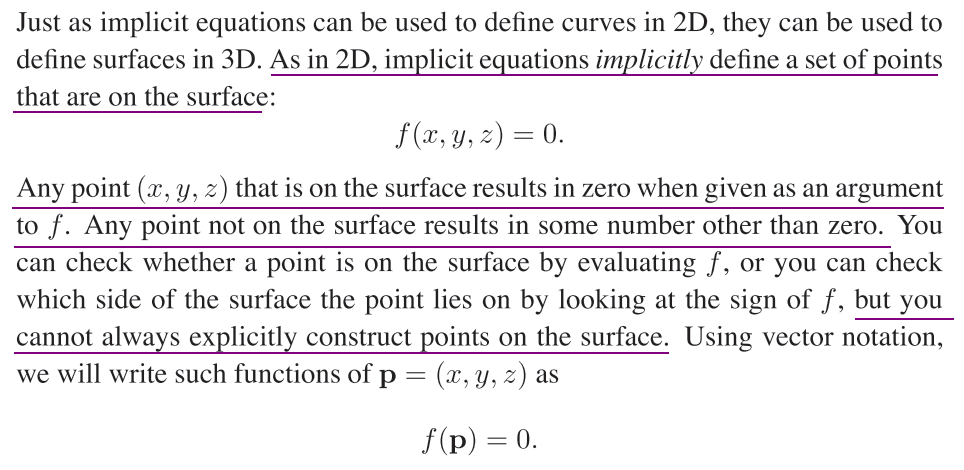 Just as implicit equations can be used to define curves in 2D, they can be used to
define surfaces in 3D. As in 2D, implicit equations implicitly define a set of points
that are on the surface:
f(x, y, z) = 0.
Any point (x, y, z) that is on the surface results in zero when given as an argument
to f. Any point not on the surface results in some number other than zero. You
can check whether a point is on the surface by evaluating f, or you can check
which side of the surface the point lies on by looking at the sign of f, but you
cannot always explicitly construct points on the surface. Using vector notation,
we will write such functions of p = (x, y, z) as
f(p) = 0.